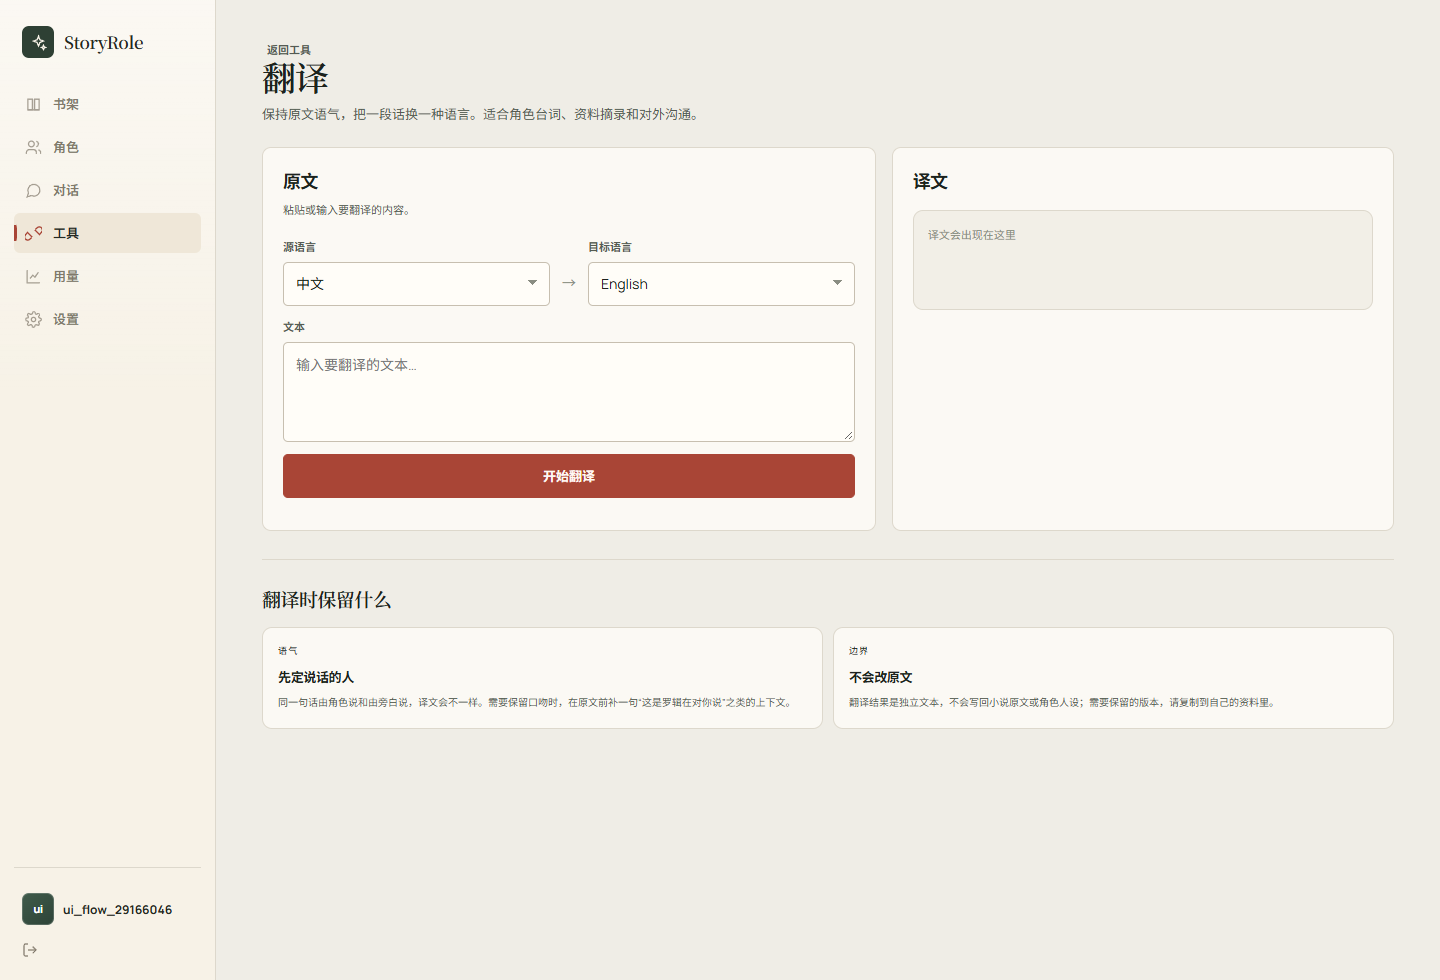 StoryRole
书架
角色
对话
工具
用量
设置
ui
ui_flow_29166046
返回工具
翻译
保持原文语气，把一段话换一种语言。适合角色台词、资料摘录和对外沟通。
原文
粘贴或输入要翻译的内容。
源语言
目标语言
中文
→
English
文本
输入要翻译的文本…
开始翻译
译文
译文会出现在这里
翻译时保留什么
语气
先定说话的人
同一句话由角色说和由旁白说，译文会不一样。需要保留口吻时，在原文前补一句“这是罗辑在对你说”之类的上下文。
边界
不会改原文
翻译结果是独立文本，不会写回小说原文或角色人设；需要保留的版本，请复制到自己的资料里。